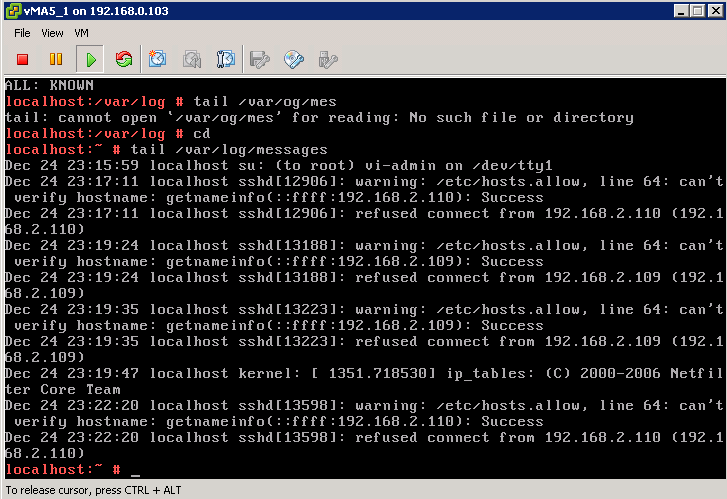 vMA5_1 on 192.168.0.103
File View VM
ALL: KNOWN
localhost:/var/log # tail /var/og/mes
tail: cannot open `/var/og/mes' for reading: No such file or directory
localhost:/var/log # cd
localhost:~ # tail /var/log/messages
Dec 24 23:15:59 localhost su: (to root) vi-admin on /dev/tty1
Dec 24 23:17:11 localhost sshd[12906]: warning: /etc/hosts.allow, line 64: can't
 verify hostname: getnameinfo(::ffff:192.168.2.110): Success
Dec 24 23:17:11 localhost sshd[12906]: refused connect from 192.168.2.110 (192.1
68.2.110)
Dec 24 23:19:24 localhost sshd[13188]: warning: /etc/hosts.allow, line 64: can't
 verify hostname: getnameinfo(::ffff:192.168.2.109): Success
Dec 24 23:19:24 localhost sshd[13188]: refused connect from 192.168.2.109 (192.1
68.2.109)
Dec 24 23:19:35 localhost sshd[13223]: warning: /etc/hosts.allow, line 64: can't
 verify hostname: getnameinfo(::ffff:192.168.2.109): Success
Dec 24 23:19:35 localhost sshd[13223]: refused connect from 192.168.2.109 (192.1
68.2.109)
Dec 24 23:19:47 localhost kernel: [ 1351.718530] ip_tables: (C) 2000-2006 Netfil
ter Core Team
Dec 24 23:22:20 localhost sshd[13598]: warning: /etc/hosts.allow, line 64: can't
 verify hostname: getnameinfo(::ffff:192.168.2.110): Success
Dec 24 23:22:20 localhost sshd[13598]: refused connect from 192.168.2.110 (192.1
68.2.110)
localhost:~ # _
To release cursor, press CTRL + ALT